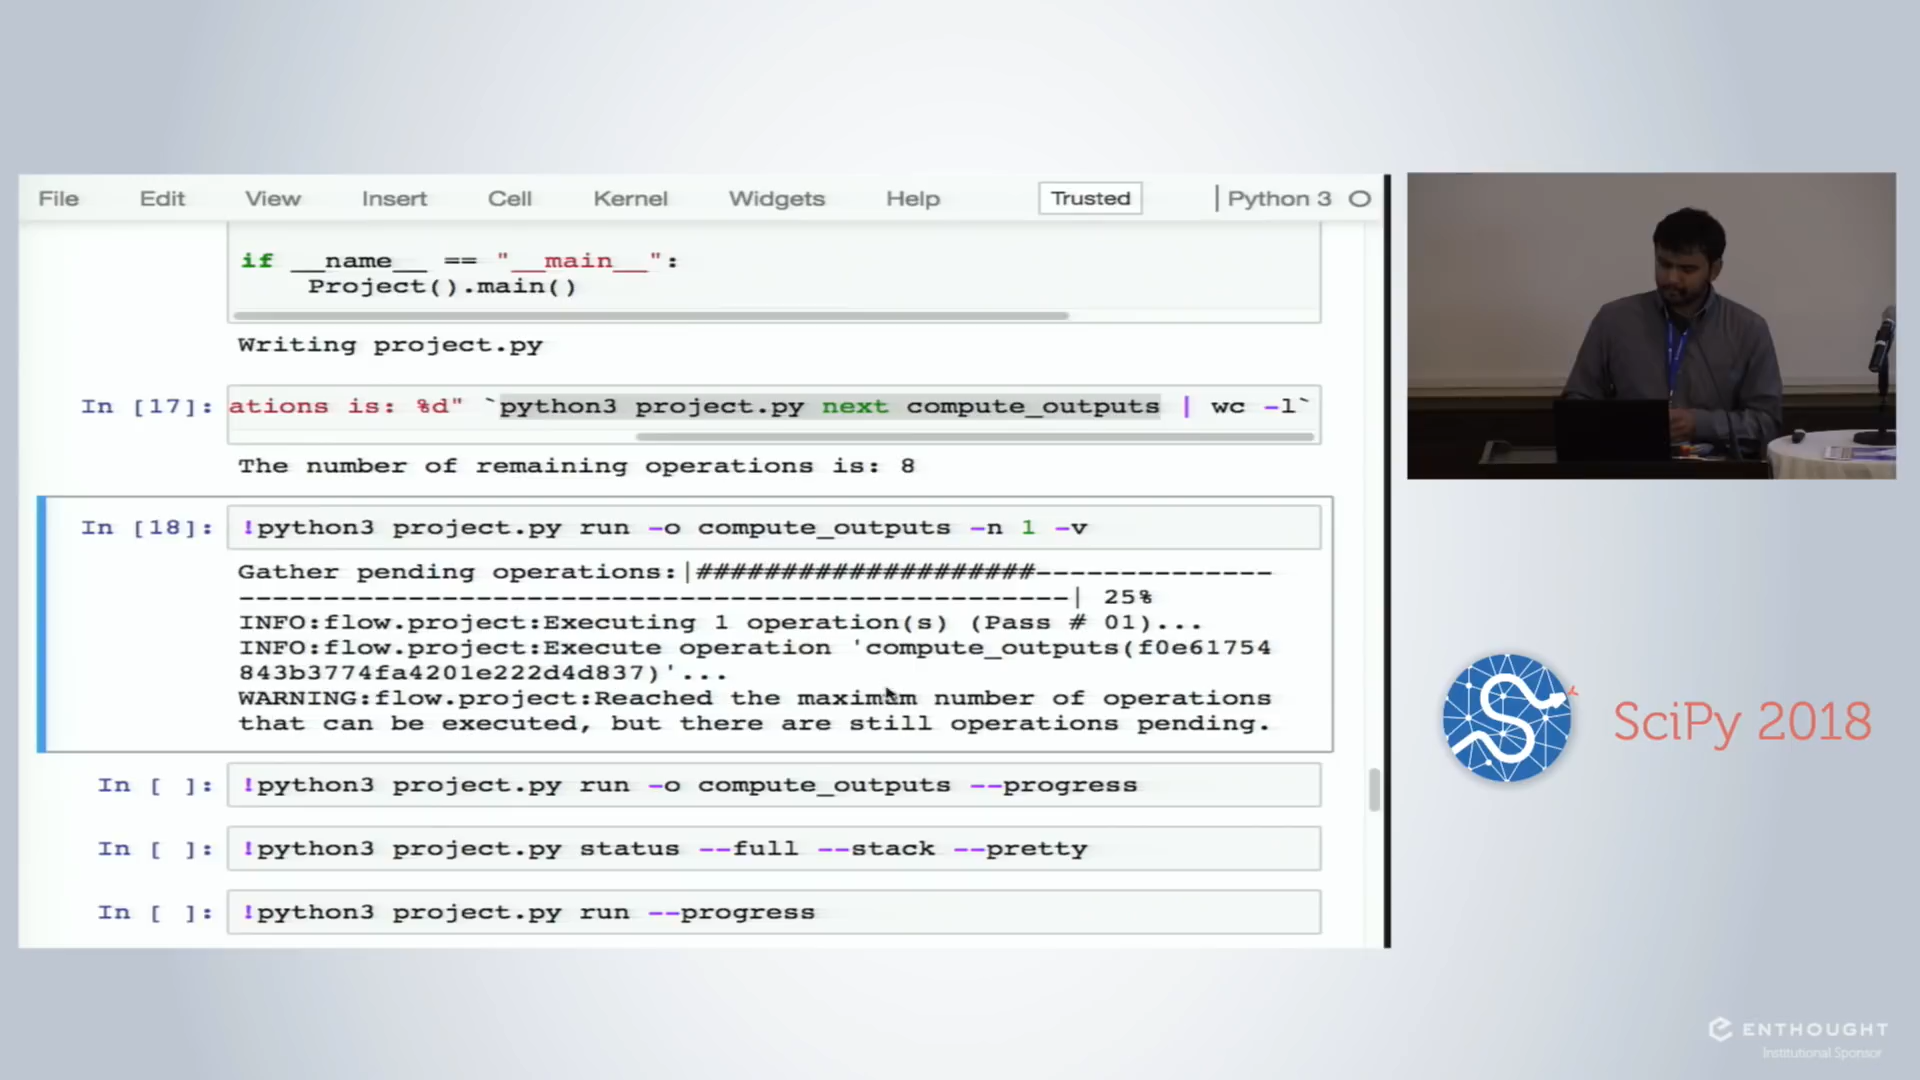 File Edit View Insert Cell Kernel Widgets Help Trusted Python 3
if __name__ == "__main__":
Project().main()
Writing project.py
In [17]: ations is: %d" `python3 project.py next compute_outputs | wc -l`
The number of remaining operations is: 8
In [18]: !python3 project.py run -o compute_outputs -n 1 -v
Gather pending operations:|####################--------------
-------------------------------------------------| 25%
INFO:flow.project:Executing 1 operation(s) (Pass # 01)...
INFO:flow.project:Execute operation 'compute_outputs(f0e61754
843b3774fa4201e222d4d837)'...
WARNING:flow.project:Reached the maximum number of operations
that can be executed, but there are still operations pending.
In [ ]: !python3 project.py run -o compute_outputs --progress
In [ ]: !python3 project.py status --full --stack --pretty
In [ ]: !python3 project.py run --progress
SciPy 2018
ENTHOUGHT
Institutional Sponsor